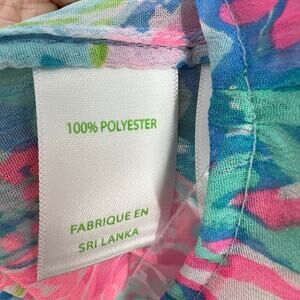 100% POLYESTER
FABRIQUE EN
SRI LANKA